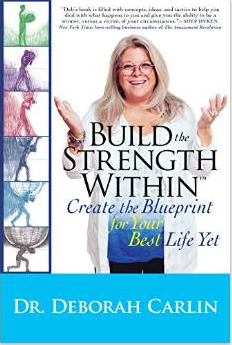 "Deb's book is filled with concepts, ideas, and tactics to help you
deal with what happens to you and give you the ability to be a
winner, versus a victim, of your circumstances." —Shep Hyken,
New York Times best-selling business author of The Amazement Revolution
BUILD the
STRENGTH
WITHIN™
Create the Blueprint
for Your
Best Life Yet
DR. DEBORAH CARLIN